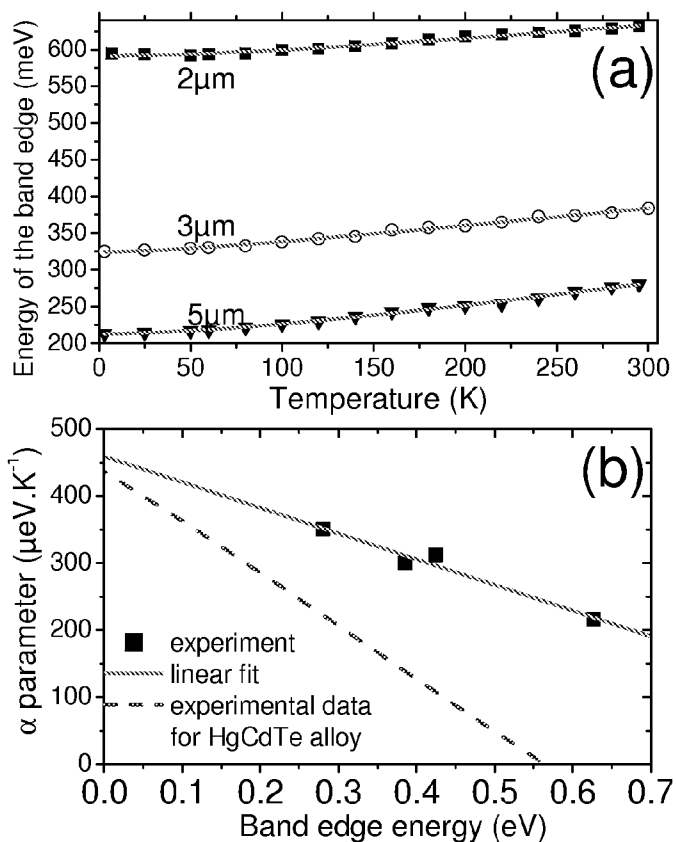 (a)
600
550
500
450
400
350
300
250
200
Energy of the band edge (meV)
2µm
3µm
5µm
0 50 100 150 200 250 300
Temperature (K)
(b)
500
400
300
200
100
0
α parameter (µeV.K⁻¹)
experiment
linear fit
experimental data
for HgCdTe alloy
0.0 0.1 0.2 0.3 0.4 0.5 0.6 0.7
Band edge energy (eV)